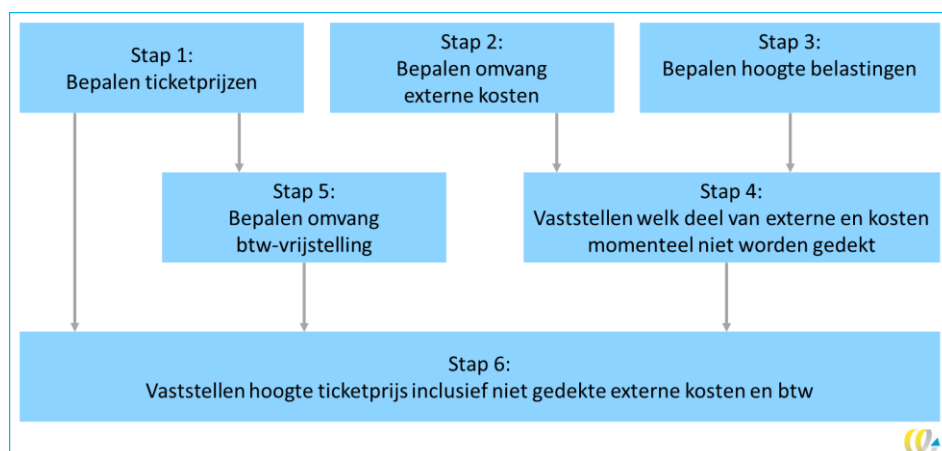 Stap 1:
Bepalen ticketprijzen
Stap 2:
Bepalen omvang
externe kosten
Stap 3:
Bepalen hoogte belastingen
Stap 5:
Bepalen omvang
btw-vrijstelling
Stap 4:
Vaststellen welk deel van externe en kosten
momenteel niet worden gedekt
Stap 6:
Vaststellen hoogte ticketprijs inclusief niet gedekte externe kosten en btw